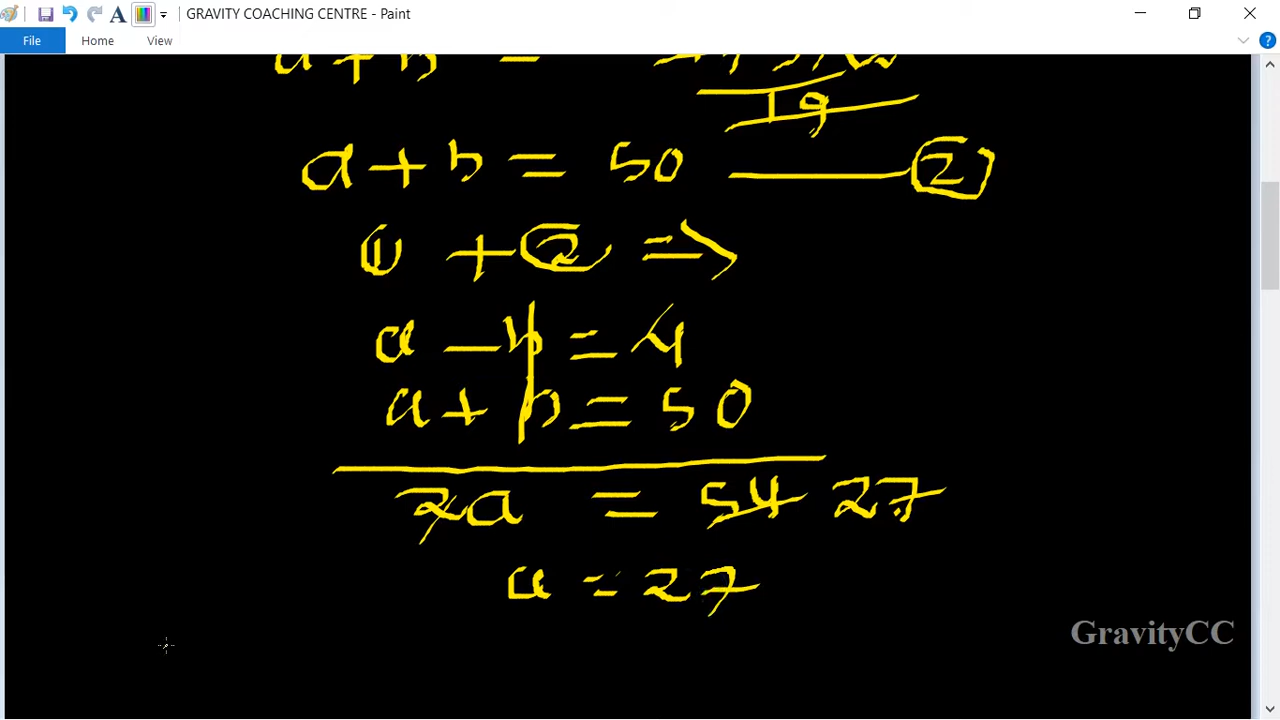 GRAVITY COACHING CENTRE - Paint
File Home View
a + b =
19
a + b = 50 ——— ②
① + ② ⇒
a - b = 4
a + b = 50
2a = 54 27
a = 27
GravityCC